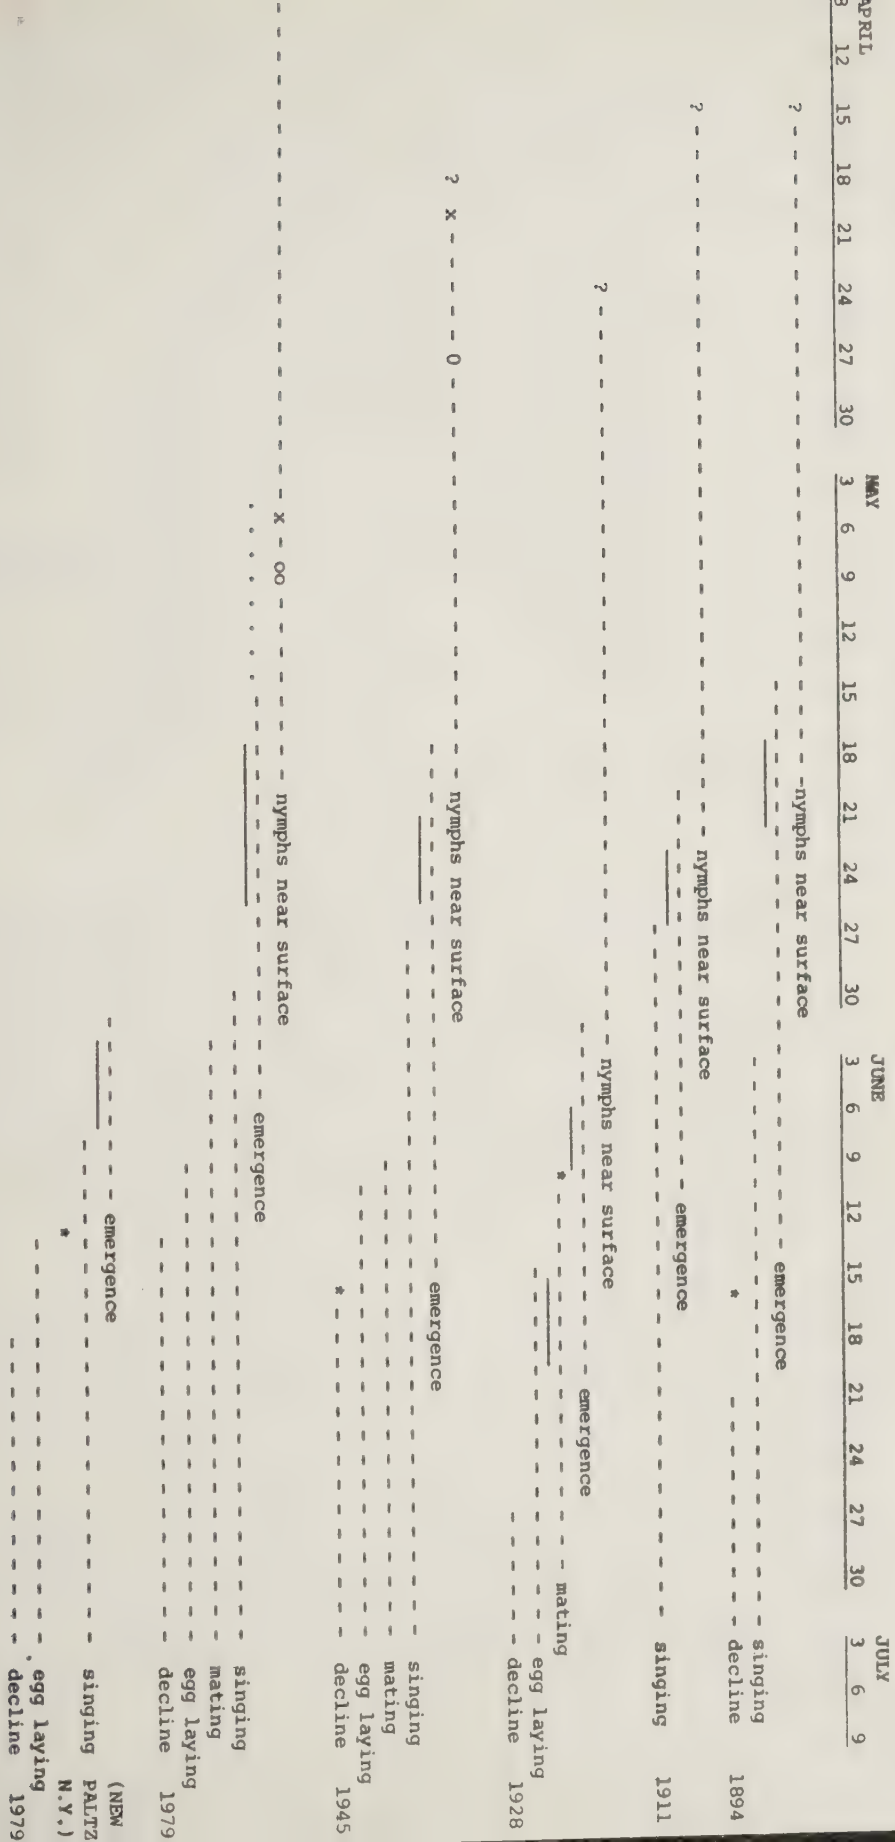 APRIL MAY JUNE JULY
12 15 18 21 24 27 30 3 6 9 12 15 18 21 24 27 30 3 6 9 12 15 18 21 24 27 30 3 6 9
? - - - nymphs near surface
- - - emergence
- - - singing
* - - - decline 1894
? - - - nymphs near surface
- - - emergence
- - - singing 1911
? - - - nymphs near surface
- - - emergence
* - - - mating
- - - egg laying
- - - decline 1928
? x - - - 0 - - - nymphs near surface
- - - emergence
- - - singing
- - - mating
- - - egg laying
* - - - decline 1945
- - - x - oo - - - nymphs near surface
. . . . . . . . - - - emergence
- - - singing
- - - mating
- - - egg laying
- - - decline 1979
- - - emergence (NEW
- - - singing PALTZ
* N.Y.)
- - - egg laying
- - - decline 1979